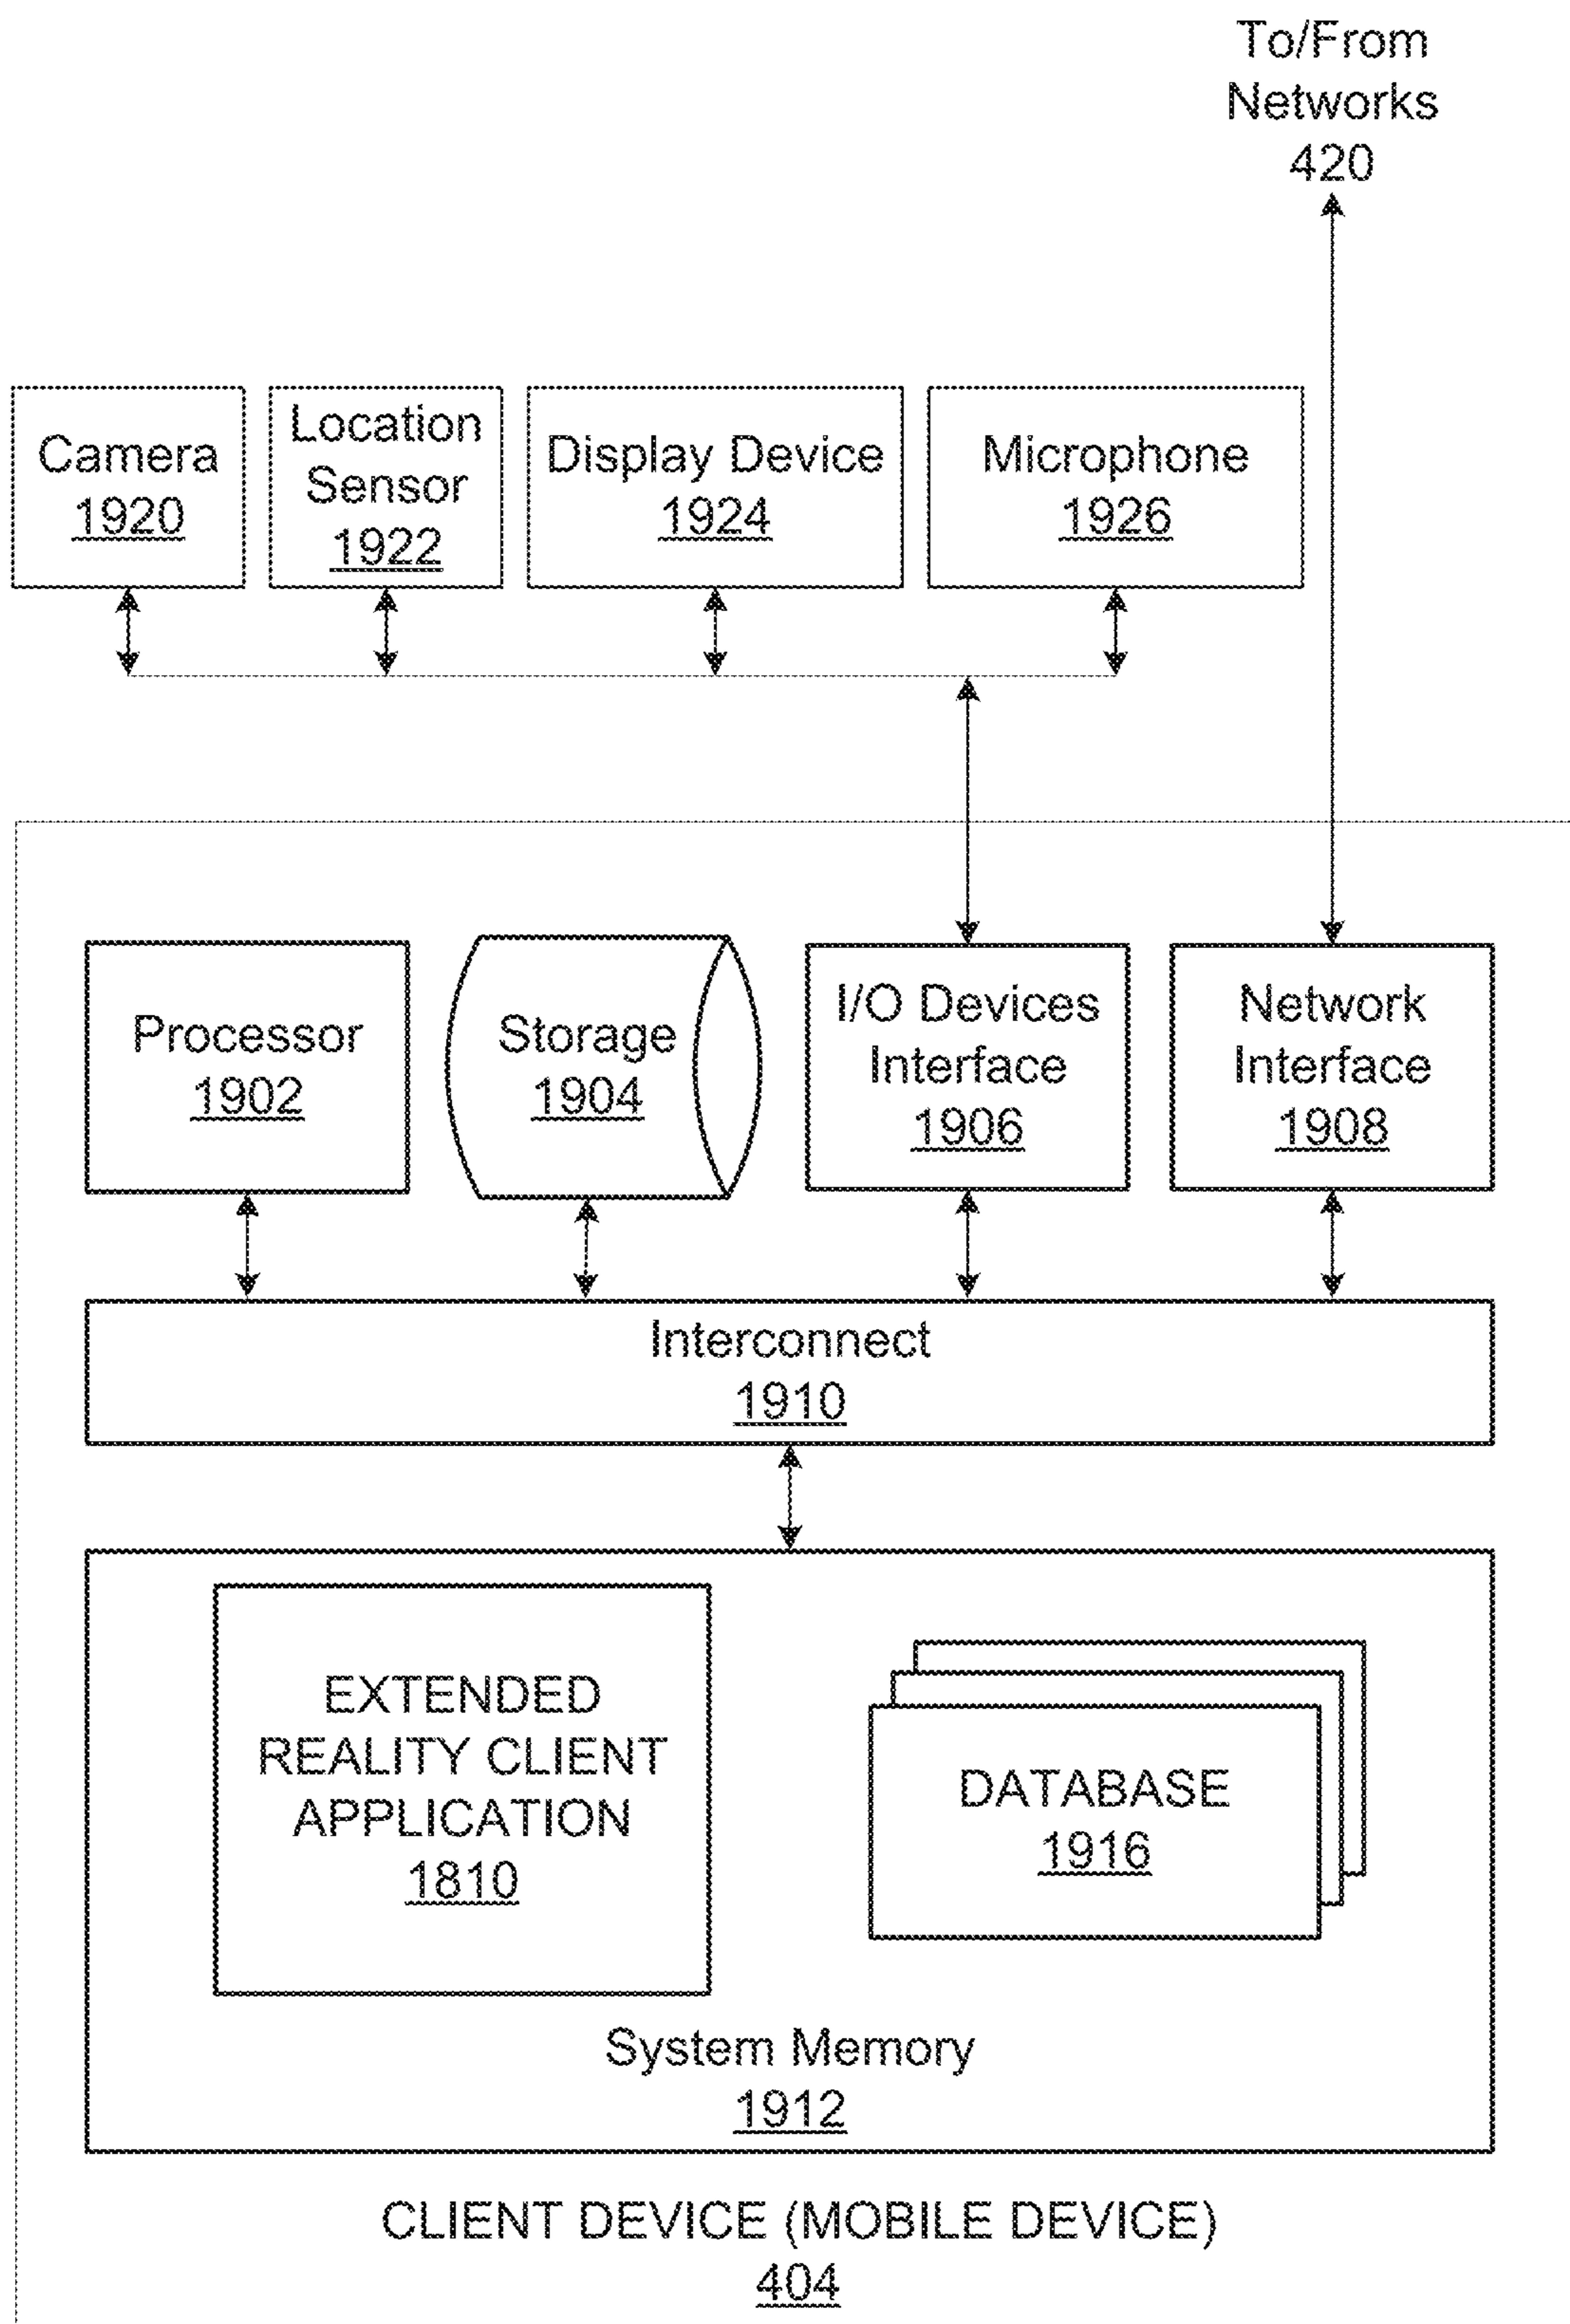 To/From
Networks
420
Camera
1920
Location
Sensor
1922
Display Device
1924
Microphone
1926
Processor
1902
Storage
1904
I/O Devices
Interface
1906
Network
Interface
1908
Interconnect
1910
EXTENDED
REALITY CLIENT
APPLICATION
1810
DATABASE
1916
System Memory
1912
CLIENT DEVICE (MOBILE DEVICE)
404